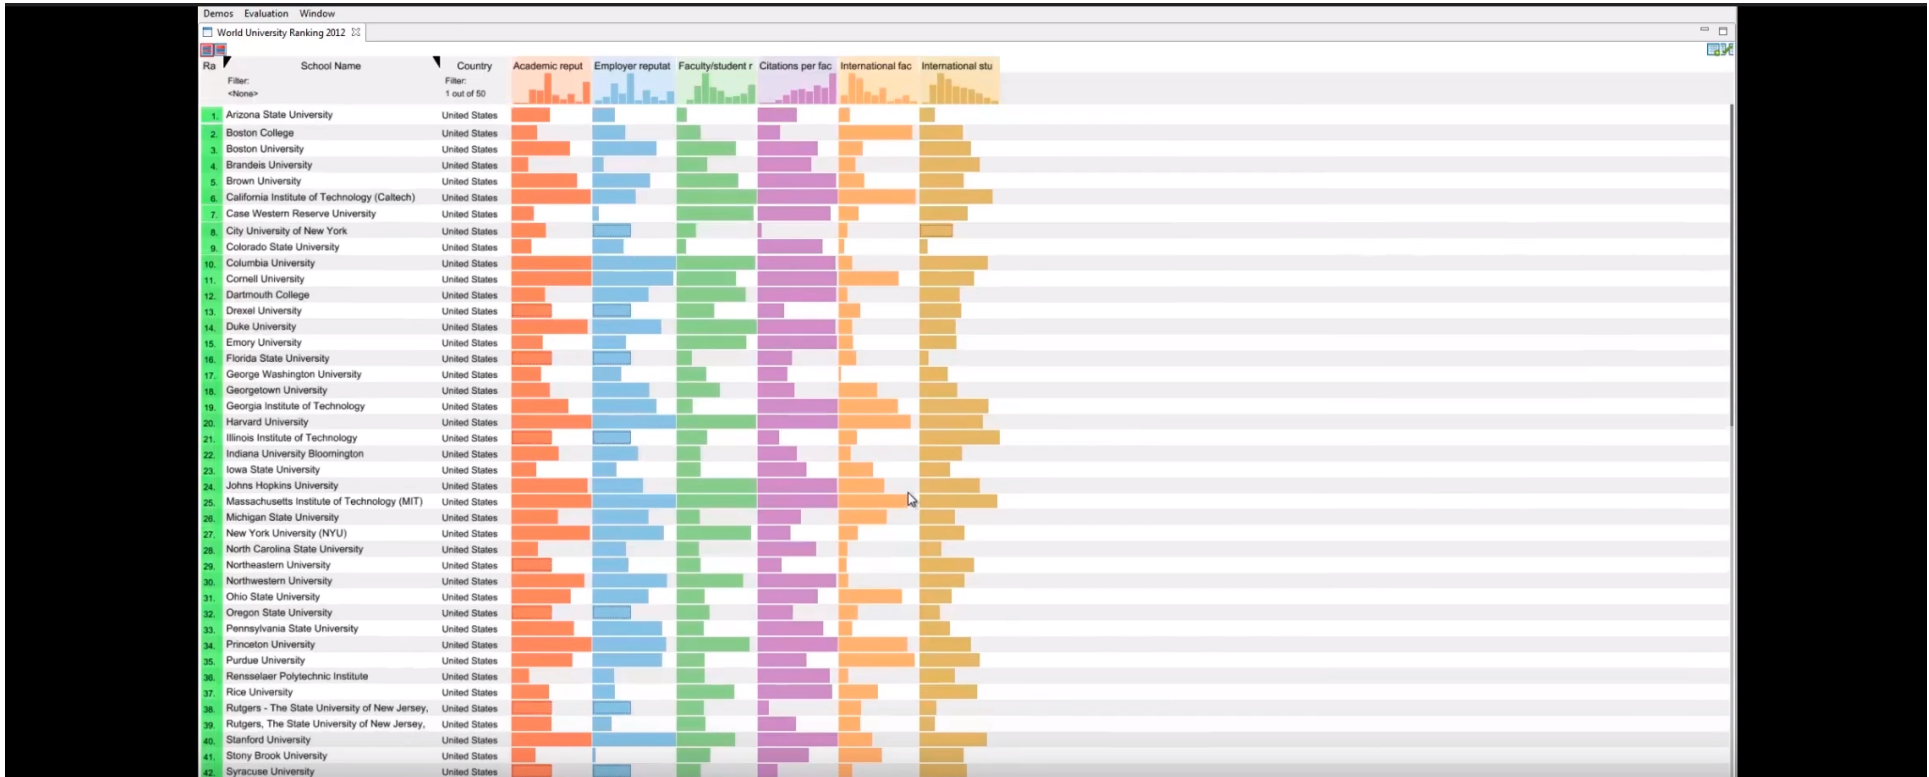 Demos Evaluation Window
World University Ranking 2012
Ra School Name Country Academic reput Employer reputat Faculty/student r Citations per fac International fac International stu
Filter: Filter:
<None> 1 out of 50
1. Arizona State University United States
2. Boston College United States
3. Boston University United States
4. Brandeis University United States
5. Brown University United States
6. California Institute of Technology (Caltech) United States
7. Case Western Reserve University United States
8. City University of New York United States
9. Colorado State University United States
10. Columbia University United States
11. Cornell University United States
12. Dartmouth College United States
13. Drexel University United States
14. Duke University United States
15. Emory University United States
16. Florida State University United States
17. George Washington University United States
18. Georgetown University United States
19. Georgia Institute of Technology United States
20. Harvard University United States
21. Illinois Institute of Technology United States
22. Indiana University Bloomington United States
23. Iowa State University United States
24. Johns Hopkins University United States
25. Massachusetts Institute of Technology (MIT) United States
26. Michigan State University United States
27. New York University (NYU) United States
28. North Carolina State University United States
29. Northeastern University United States
30. Northwestern University United States
31. Ohio State University United States
32. Oregon State University United States
33. Pennsylvania State University United States
34. Princeton University United States
35. Purdue University United States
36. Rensselaer Polytechnic Institute United States
37. Rice University United States
38. Rutgers - The State University of New Jersey, United States
39. Rutgers, The State University of New Jersey, United States
40. Stanford University United States
41. Stony Brook University United States
42. Syracuse University United States